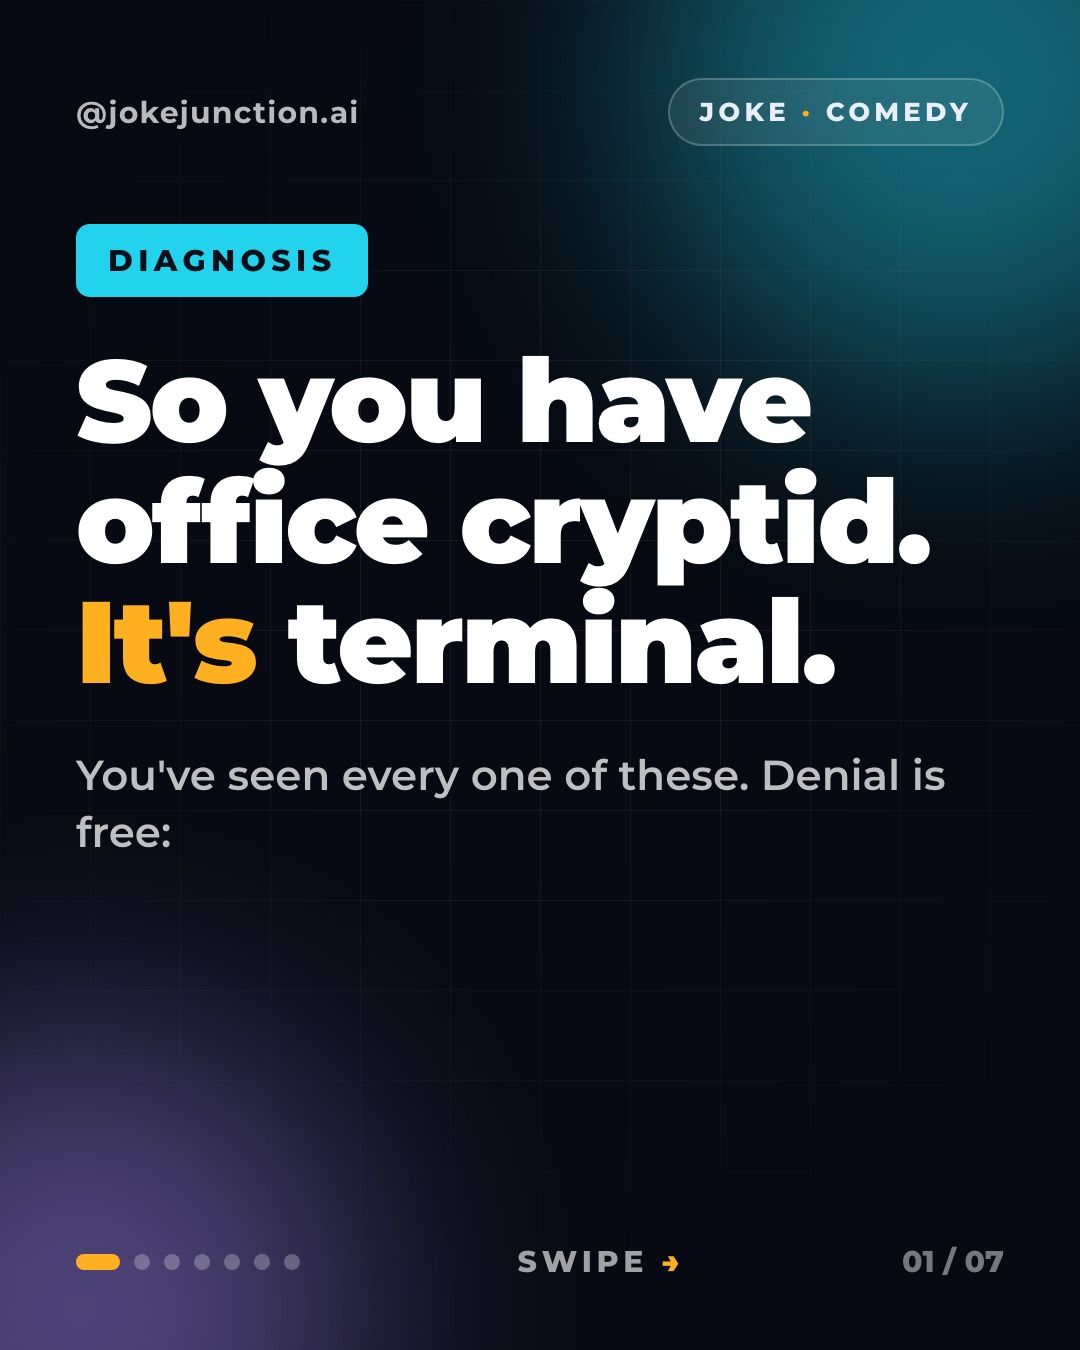 @jokejunction.ai
JOKE · COMEDY
DIAGNOSIS
So you have
office cryptid.
It's terminal.
You've seen every one of these. Denial is
free:
SWIPE →
01 / 07